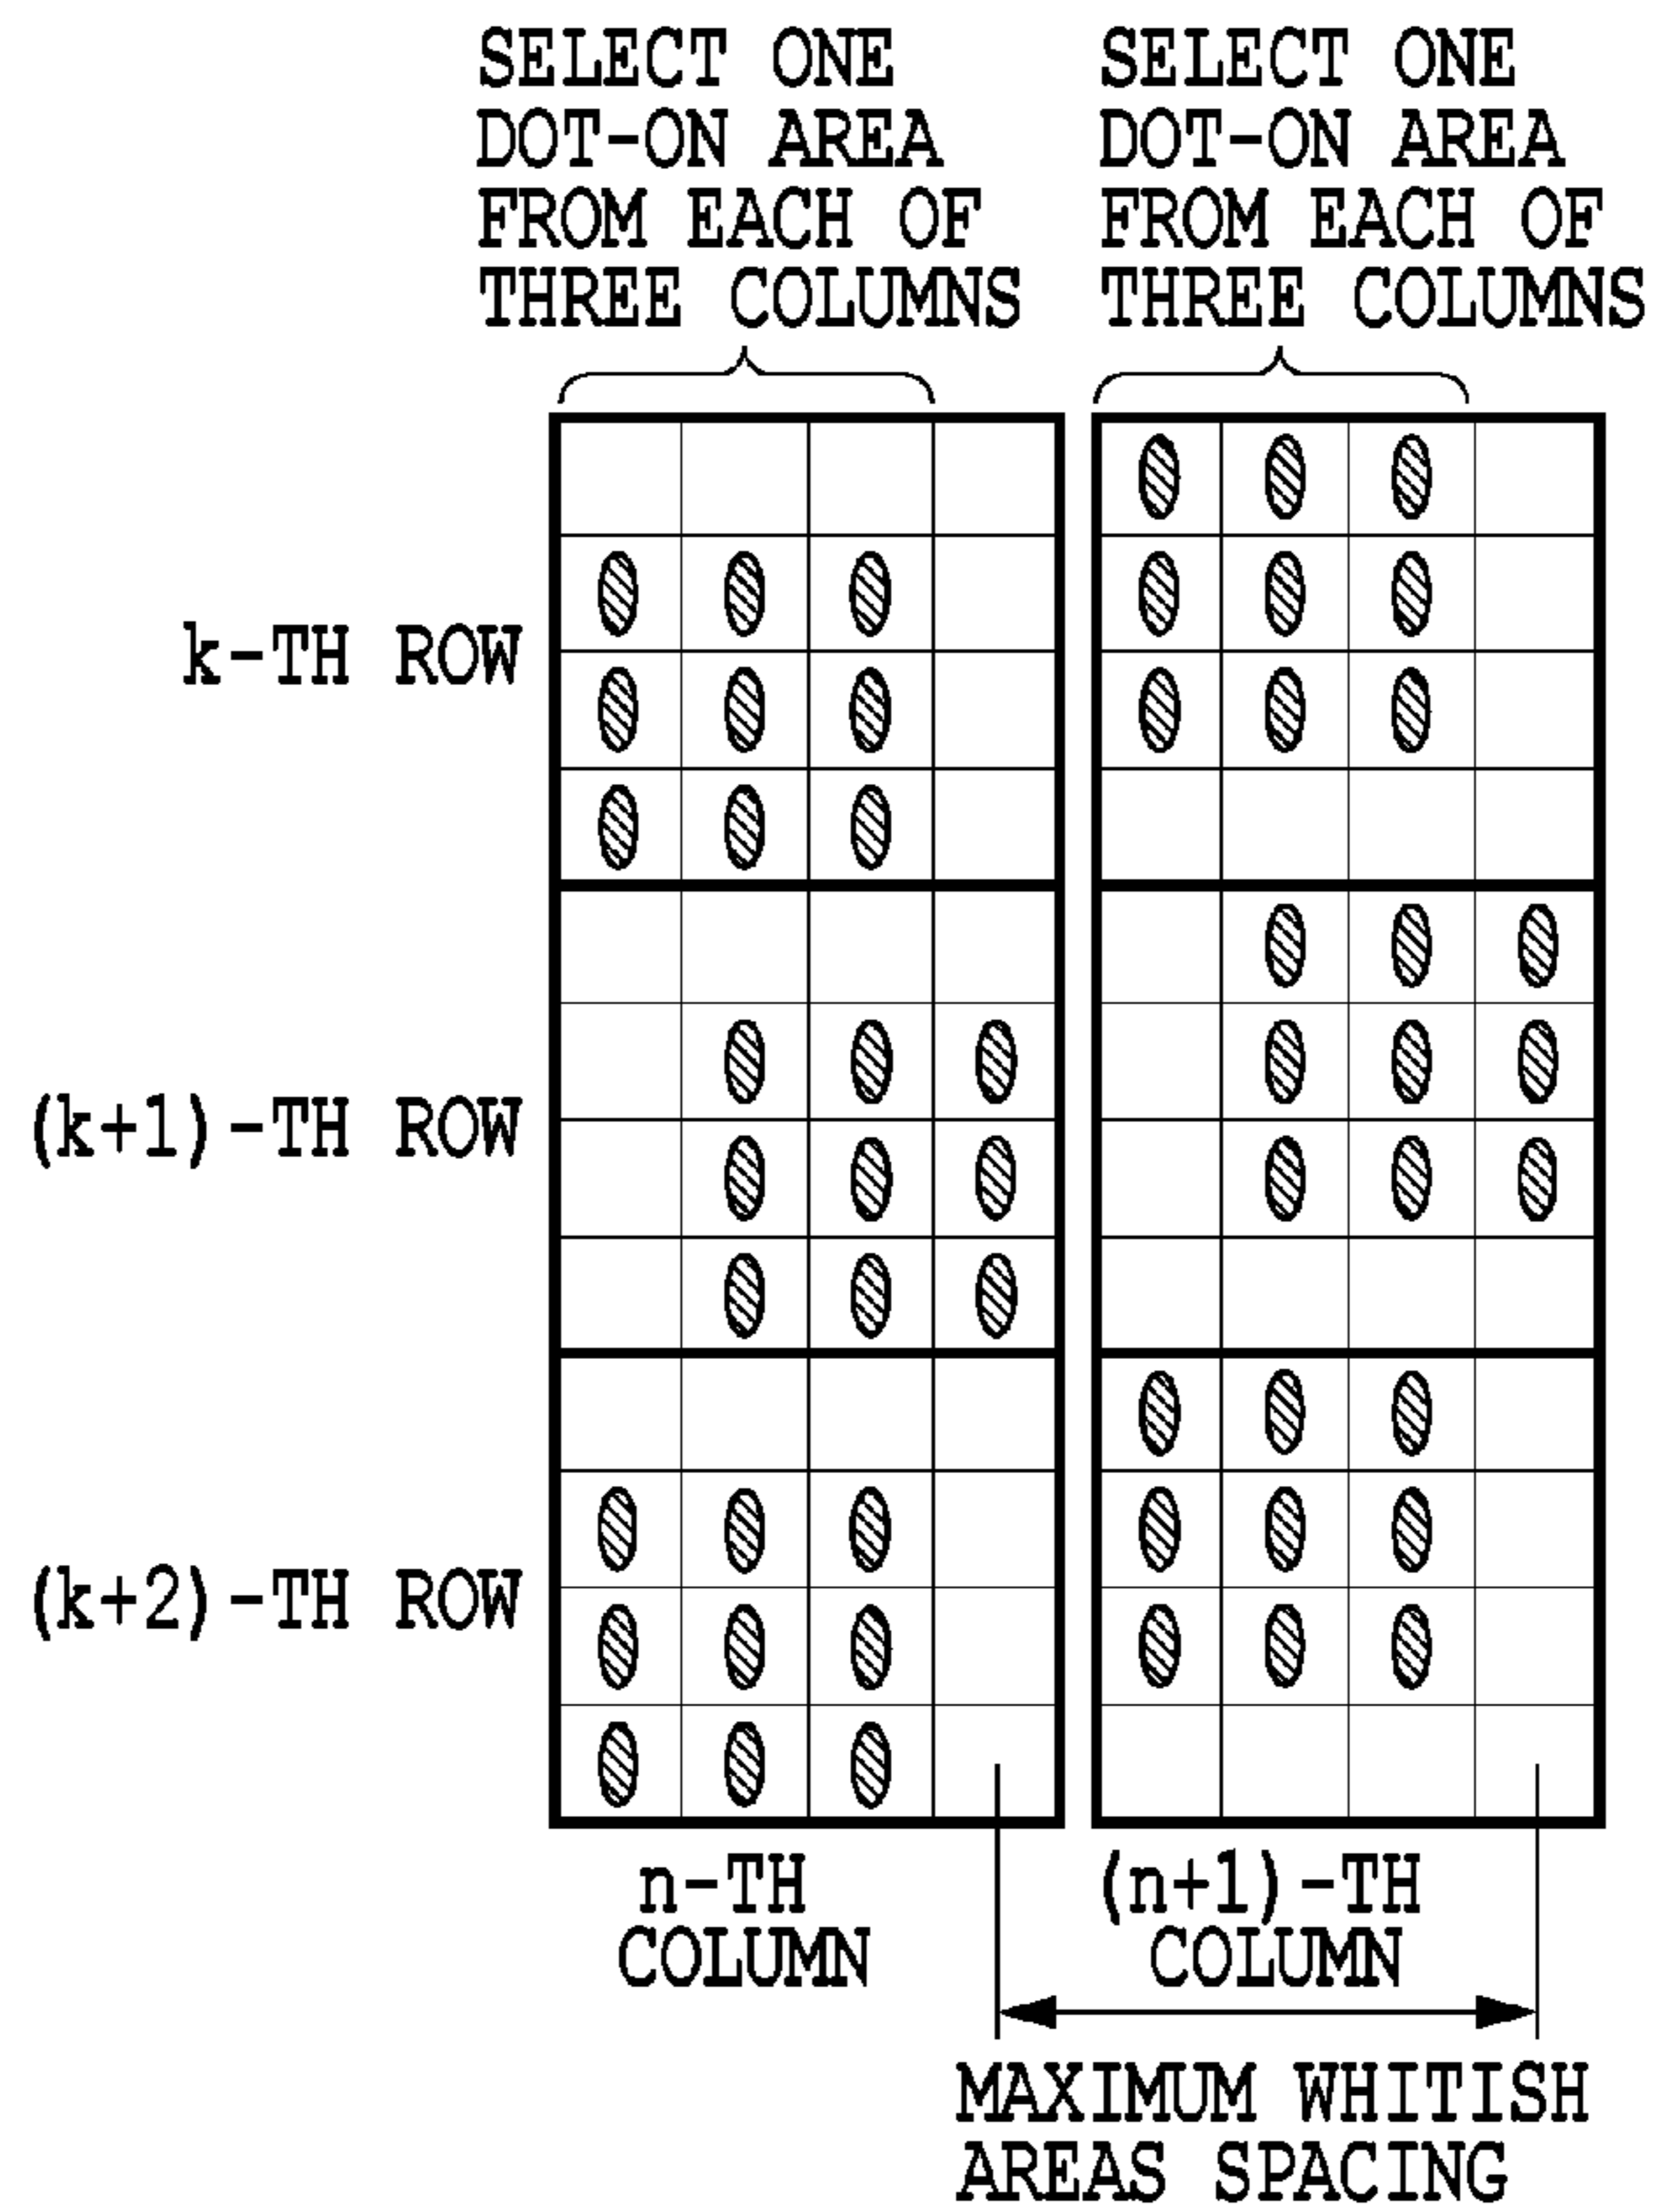 SELECT ONE
DOT-ON AREA
FROM EACH OF
THREE COLUMNS
SELECT ONE
DOT-ON AREA
FROM EACH OF
THREE COLUMNS
k-TH ROW
(k+1)-TH ROW
(k+2)-TH ROW
n-TH
COLUMN
(n+1)-TH
COLUMN
MAXIMUM WHITISH
AREAS SPACING